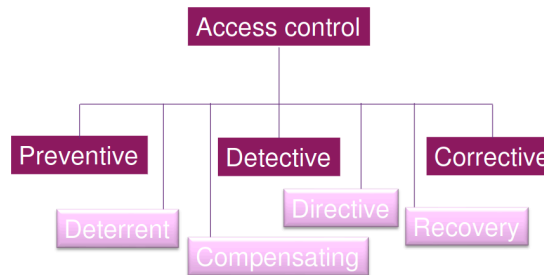 Access control
Preventive
Detective
Corrective
Deterrent
Directive
Recovery
Compensating